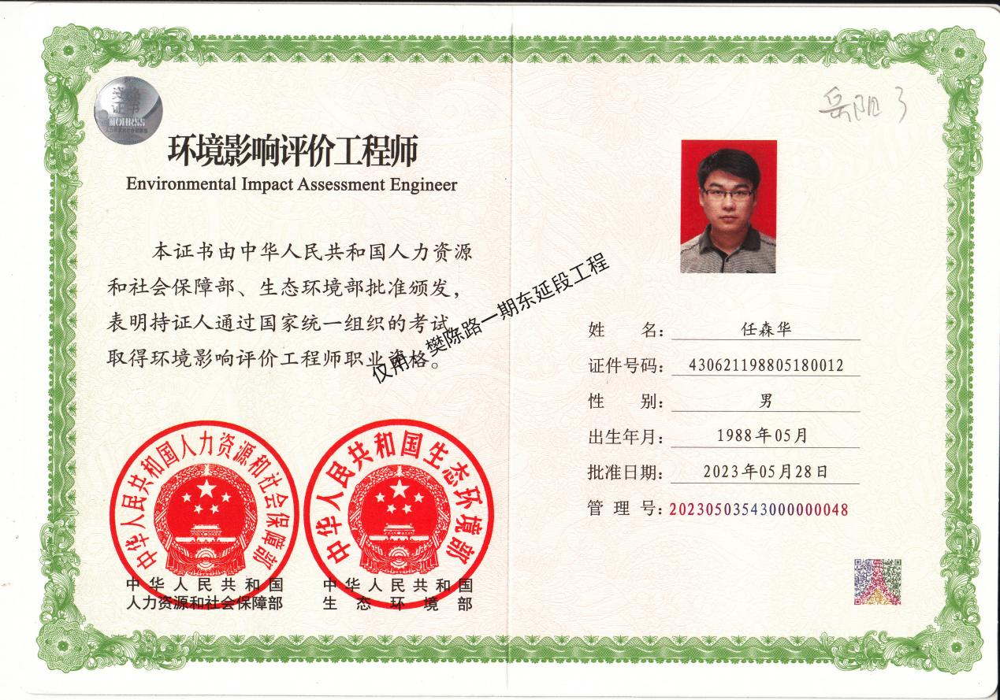 岳阳3
资格
证书
MOHRSS
环境影响评价工程师
Environmental Impact Assessment Engineer
本证书由中华人民共和国人力资源
和社会保障部、生态环境部批准颁发，
表明持证人通过国家统一组织的考试，
取得环境影响评价工程师职业资格。
仅用于樊陈路一期东延段工程
中华人民共和国人力资源和社会保障部
中华人民共和国
人力资源和社会保障部
中华人民共和国生态环境部
中华人民共和国
生态环境部
姓名：任森华
证件号码：430621198805180012
性别：男
出生年月：1988年05月
批准日期：2023年05月28日
管理号：20230503543000000048